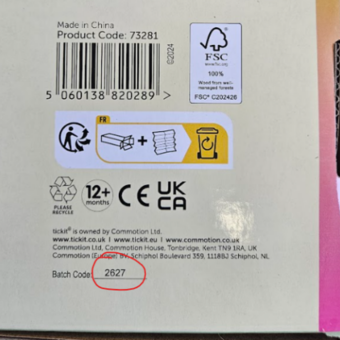 Made in China
Product Code: 73281
©2024
5 060138 820289 >
FSC
www.fsc.org
100%
Wood from well-
managed forests
FSC® C202428
FR
+
PLEASE
RECYCLE
12+
months
CE
UK
CA
tickit® is owned by Commotion Ltd.
www.tickit.co.uk | www.tickit.eu | www.commotion.co.uk
Commotion Ltd, Commotion House, Tonbridge, Kent TN9 1RA, UK
Commotion (Europe) BV, Schiphol Boulevard 359, 1118BJ Schiphol, NL
Batch Code: 2627